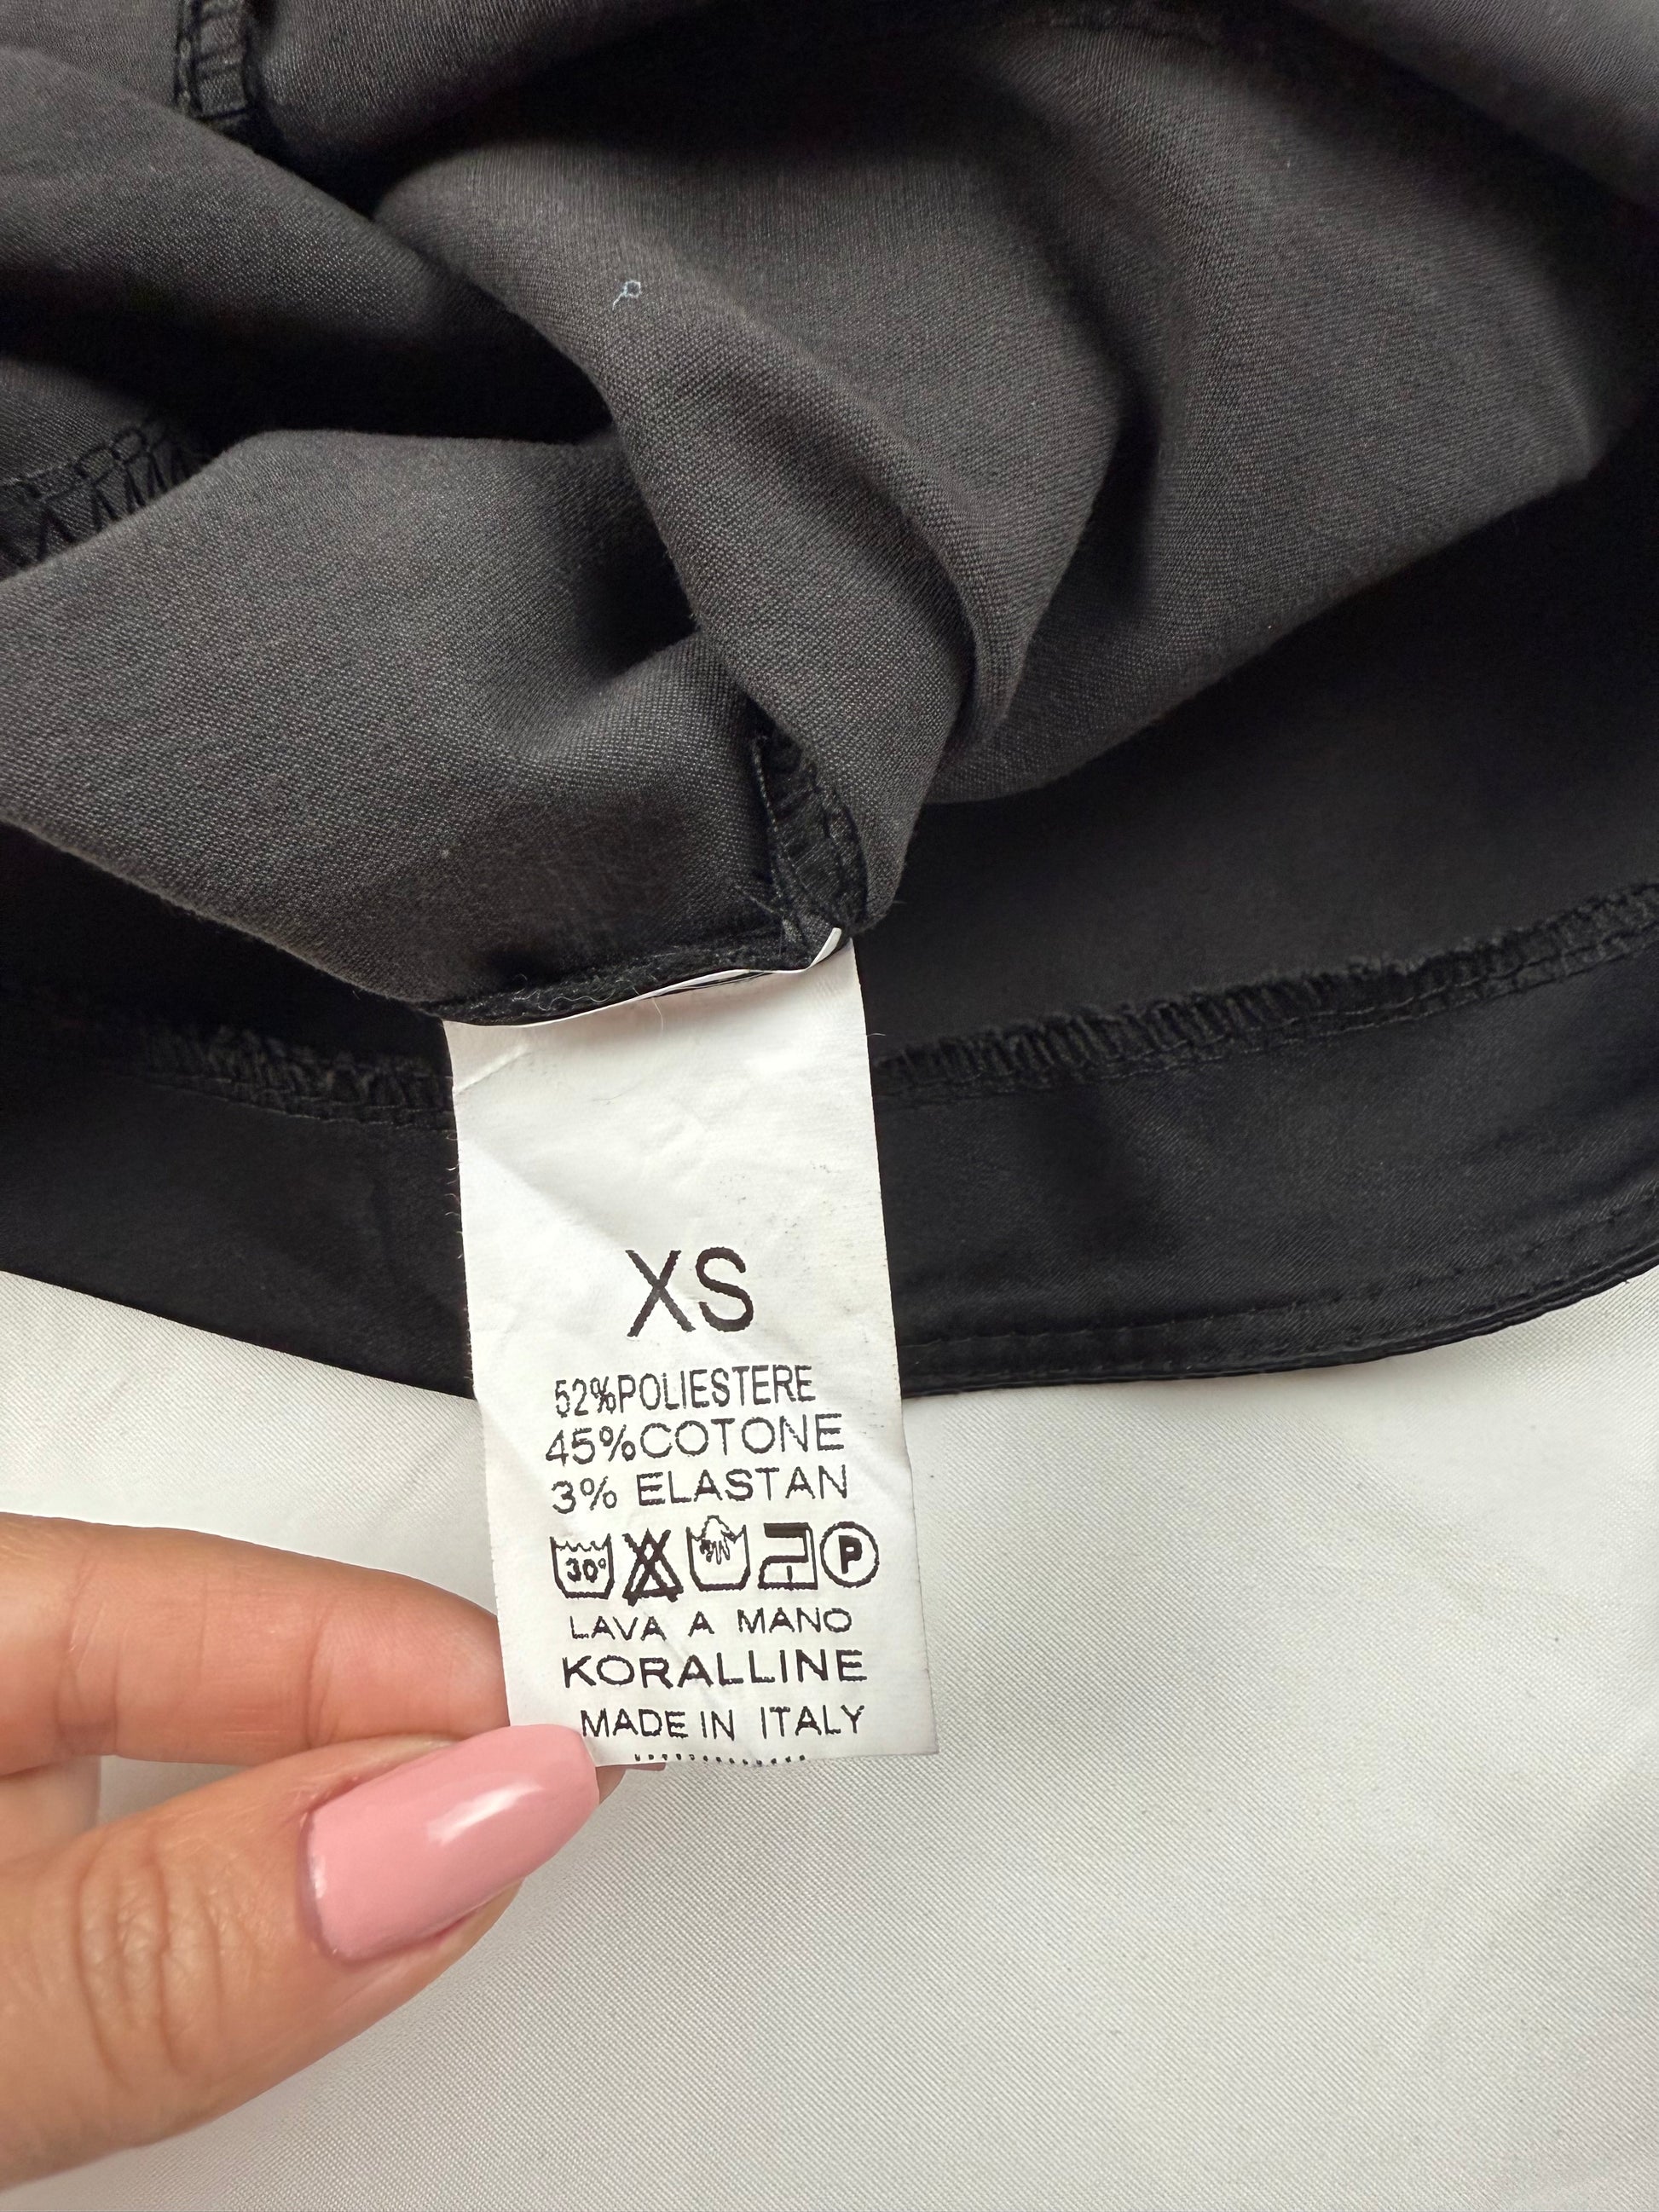 XS
52%POLIESTERE
45%COTONE
3% ELASTAN
30° P
LAVA A MANO
KORALLINE
MADE IN ITALY